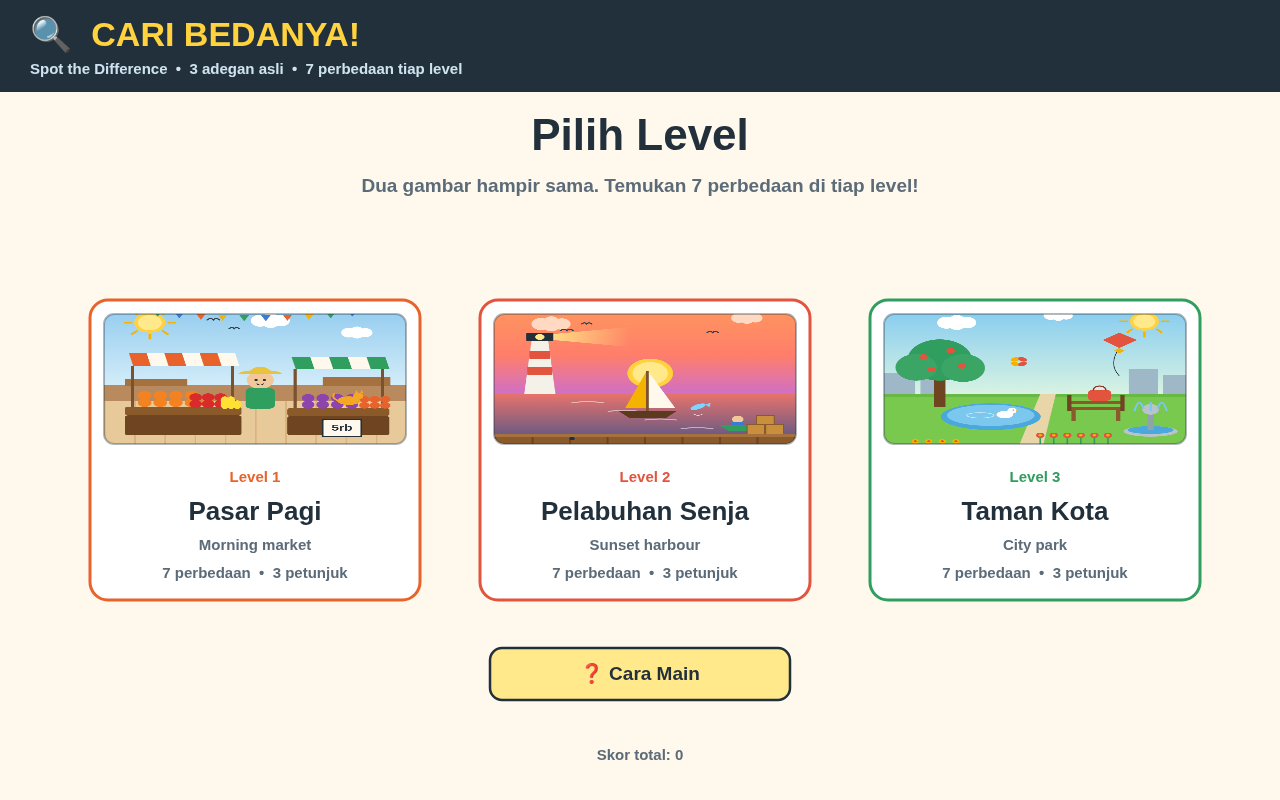 CARI BEDANYA!
Spot the Difference • 3 adegan asli • 7 perbedaan tiap level
Pilih Level
Dua gambar hampir sama. Temukan 7 perbedaan di tiap level!
5rb
Level 1
Pasar Pagi
Morning market
7 perbedaan • 3 petunjuk
Level 2
Pelabuhan Senja
Sunset harbour
7 perbedaan • 3 petunjuk
Level 3
Taman Kota
City park
7 perbedaan • 3 petunjuk
❓ Cara Main
Skor total: 0